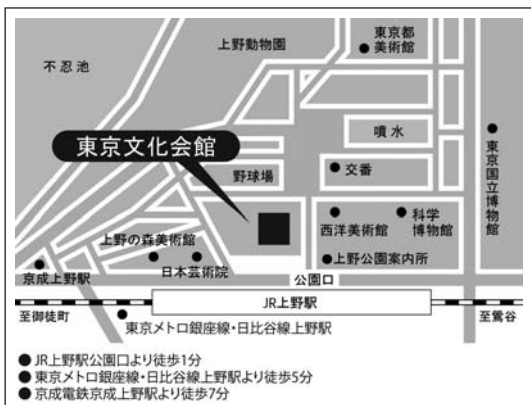 上野動物園
東京都
美術館
不忍池
噴水
東京文化会館
東京国立博物館
交番
野球場
西洋美術館
科学
博物館
上野の森美術館
上野公園案内所
日本芸術院
京成上野駅
公園口
JR上野駅
至御徒町
至鶯谷
東京メトロ銀座線・日比谷線上野駅
●JR上野駅公園口より徒歩1分
●東京メトロ銀座線・日比谷線上野駅より徒歩5分
●京成電鉄京成上野駅より徒歩7分